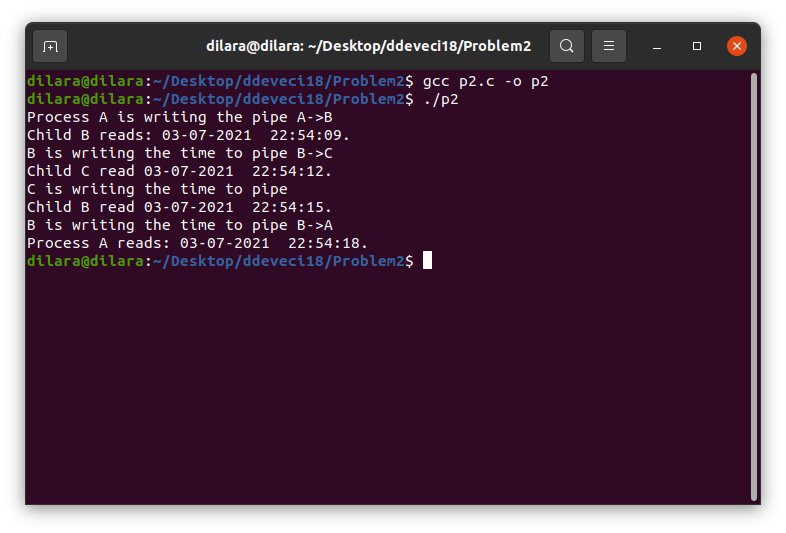 dilara@dilara: ~/Desktop/ddeveci18/Problem2
dilara@dilara:~/Desktop/ddeveci18/Problem2$ gcc p2.c -o p2
dilara@dilara:~/Desktop/ddeveci18/Problem2$ ./p2
Process A is writing the pipe A->B
Child B reads: 03-07-2021  22:54:09.
B is writing the time to pipe B->C
Child C read 03-07-2021  22:54:12.
C is writing the time to pipe
Child B read 03-07-2021  22:54:15.
B is writing the time to pipe B->A
Process A reads: 03-07-2021  22:54:18.
dilara@dilara:~/Desktop/ddeveci18/Problem2$